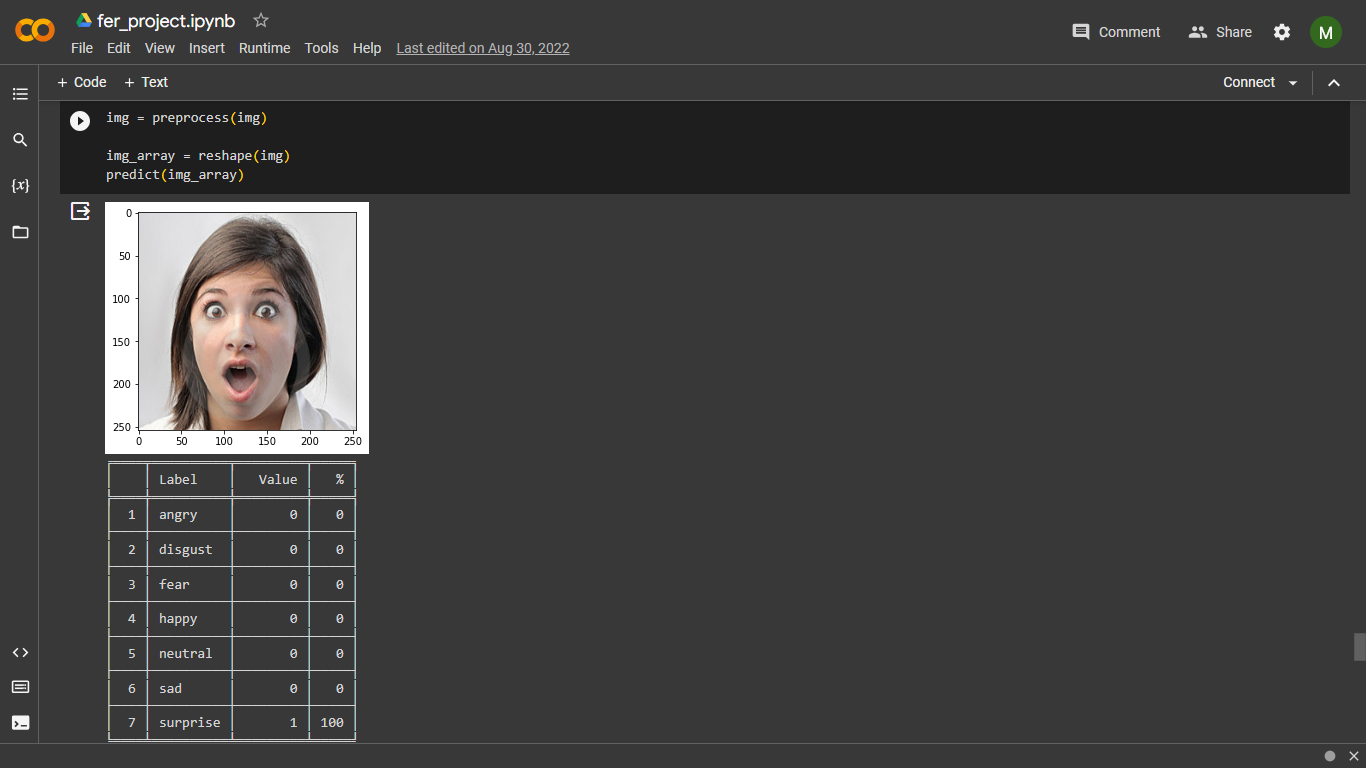 fer_project.ipynb
File Edit View Insert Runtime Tools Help Last edited on Aug 30, 2022
Comment Share M
+ Code + Text
Connect
{x}
img = preprocess(img)
img_array = reshape(img)
predict(img_array)
0
50
100
150
200
250
0 50 100 150 200 250
Label Value %
1 angry 0 0
2 disgust 0 0
3 fear 0 0
4 happy 0 0
5 neutral 0 0
6 sad 0 0
7 surprise 1 100